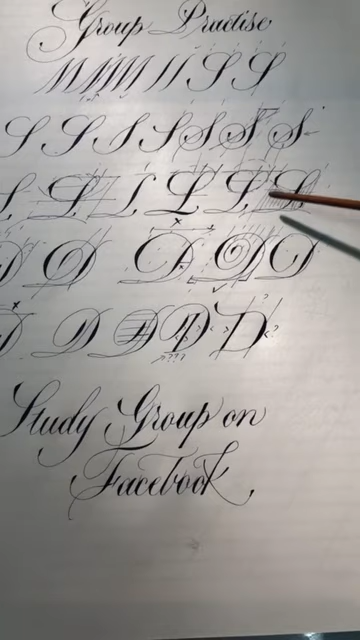 Group Practise
S S
S S S S S S S
L L L L L L
D D D D D
D D D D D
Study Group on
Facebook